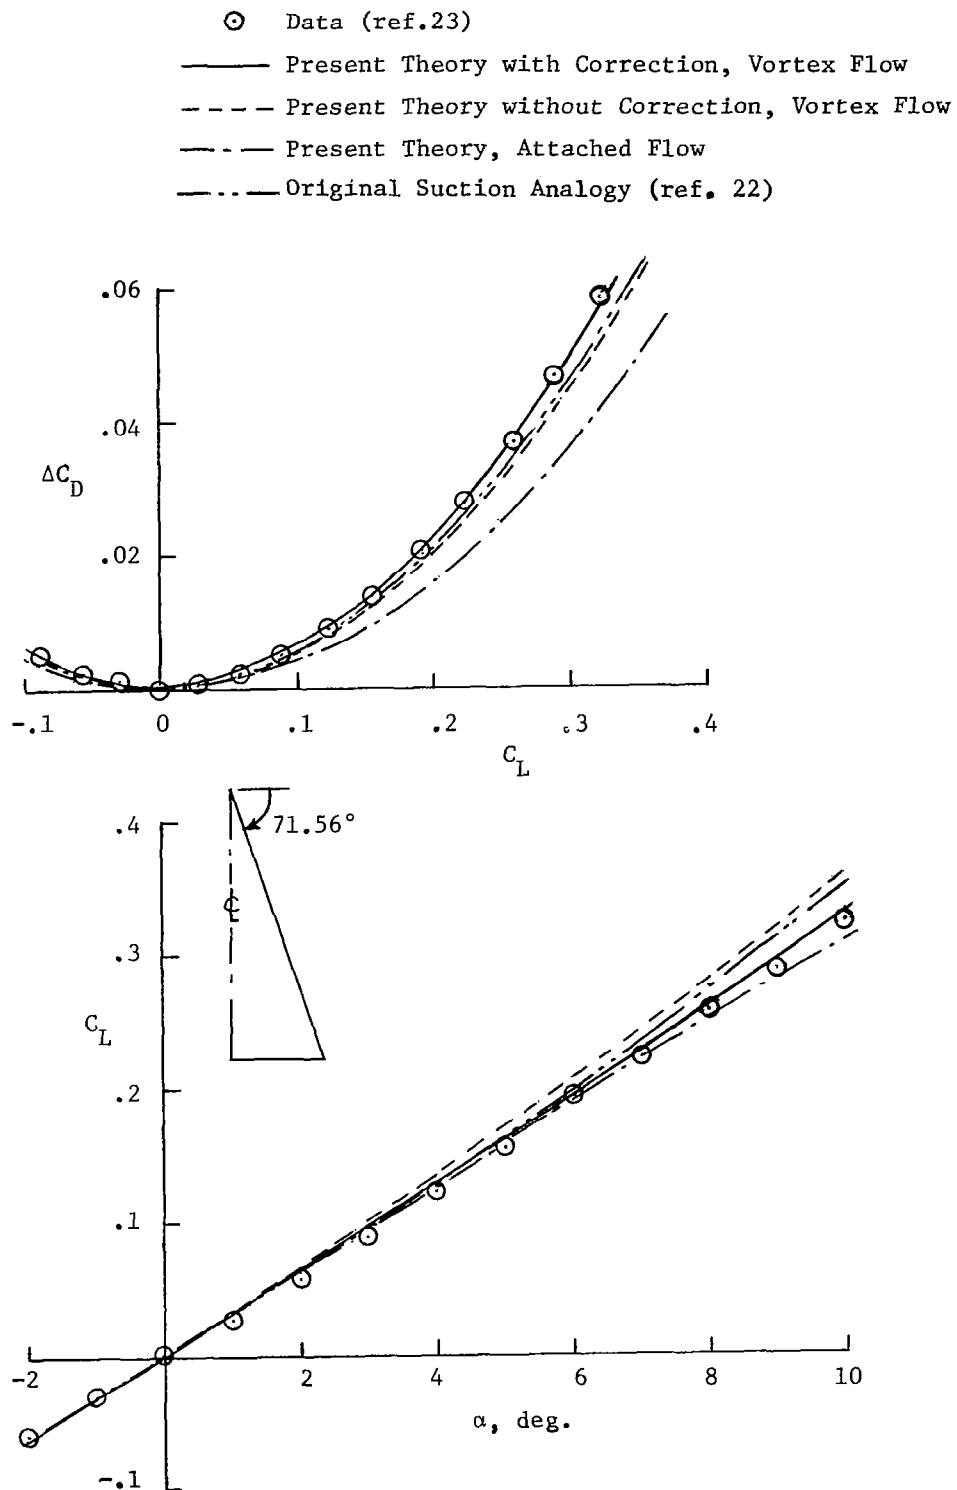 Data (ref.23)
Present Theory with Correction, Vortex Flow
Present Theory without Correction, Vortex Flow
Present Theory, Attached Flow
Original Suction Analogy (ref. 22)
.06
.04
ΔC_D
.02
-.1 0 .1 .2 .3 .4
C_L
71.56°
.4
℄
.3
C_L
.2
.1
-2 2 4 6 8 10
α, deg.
-.1